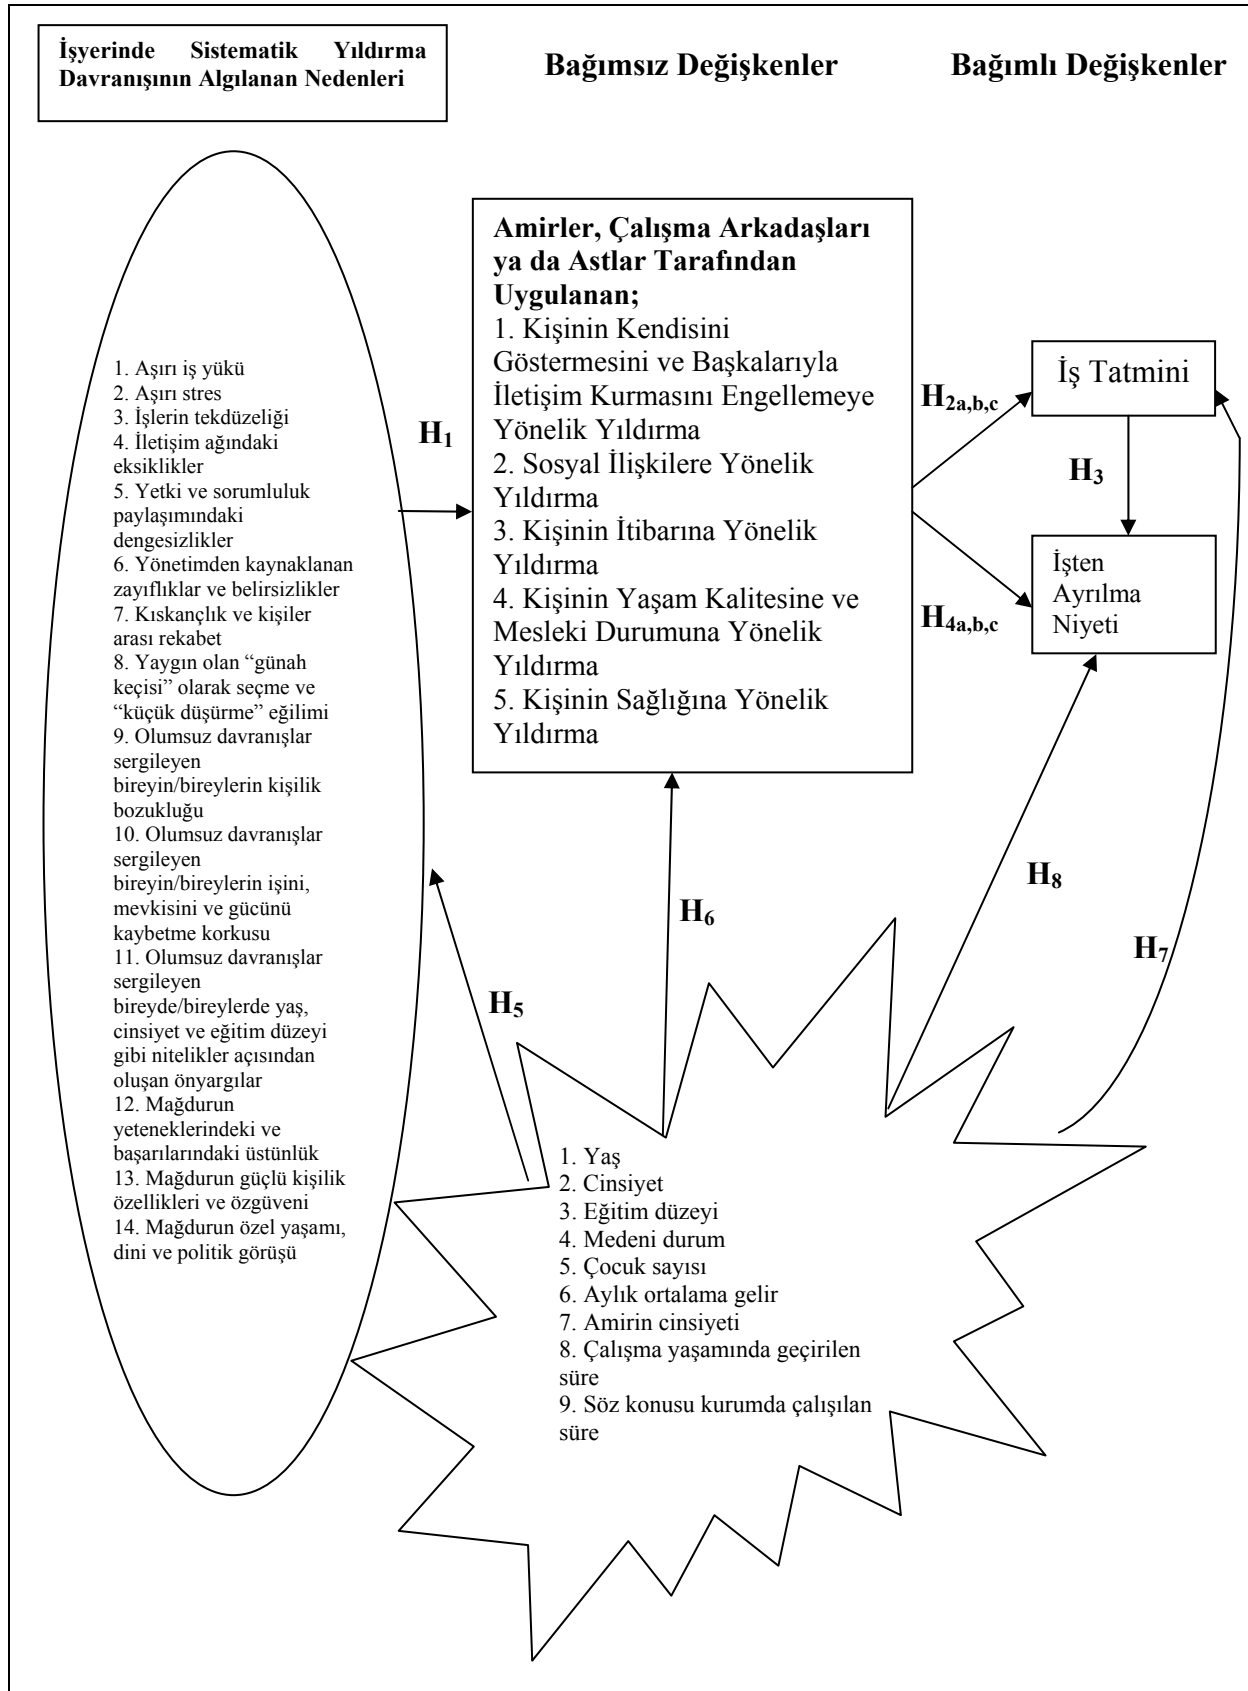 İşyerinde Sistematik Yıldırma
Davranışının Algılanan Nedenleri
Bağımsız Değişkenler
Bağımlı Değişkenler
1. Aşırı iş yükü
2. Aşırı stres
3. İşlerin tekdüzeliği
4. İletişim ağındaki
eksiklikler
5. Yetki ve sorumluluk
paylaşımındaki
dengesizlikler
6. Yönetimden kaynaklanan
zayıflıklar ve belirsizlikler
7. Kıskançlık ve kişiler
arası rekabet
8. Yaygın olan “günah
keçisi” olarak seçme ve
“küçük düşürme” eğilimi
9. Olumsuz davranışlar
sergileyen
bireyin/bireylerin kişilik
bozukluğu
10. Olumsuz davranışlar
sergileyen
bireyin/bireylerin işini,
mevkisini ve gücünü
kaybetme korkusu
11. Olumsuz davranışlar
sergileyen
bireyde/bireylerde yaş,
cinsiyet ve eğitim düzeyi
gibi nitelikler açısından
oluşan önyargılar
12. Mağdurun
yeteneklerindeki ve
başarılarındaki üstünlük
13. Mağdurun güçlü kişilik
özellikleri ve özgüveni
14. Mağdurun özel yaşamı,
dini ve politik görüşü
H1
Amirler, Çalışma Arkadaşları
ya da Astlar Tarafından
Uygulanan;
1. Kişinin Kendisini
Göstermesini ve Başkalarıyla
İletişim Kurmasını Engellemeye
Yönelik Yıldırma
2. Sosyal İlişkilere Yönelik
Yıldırma
3. Kişinin İtibarına Yönelik
Yıldırma
4. Kişinin Yaşam Kalitesine ve
Mesleki Durumuna Yönelik
Yıldırma
5. Kişinin Sağlığına Yönelik
Yıldırma
H2a,b,c
İş Tatmini
H3
H4a,b,c
İşten
Ayrılma
Niyeti
H5
H6
H8
H7
1. Yaş
2. Cinsiyet
3. Eğitim düzeyi
4. Medeni durum
5. Çocuk sayısı
6. Aylık ortalama gelir
7. Amirin cinsiyeti
8. Çalışma yaşamında geçirilen
süre
9. Söz konusu kurumda çalışılan
süre